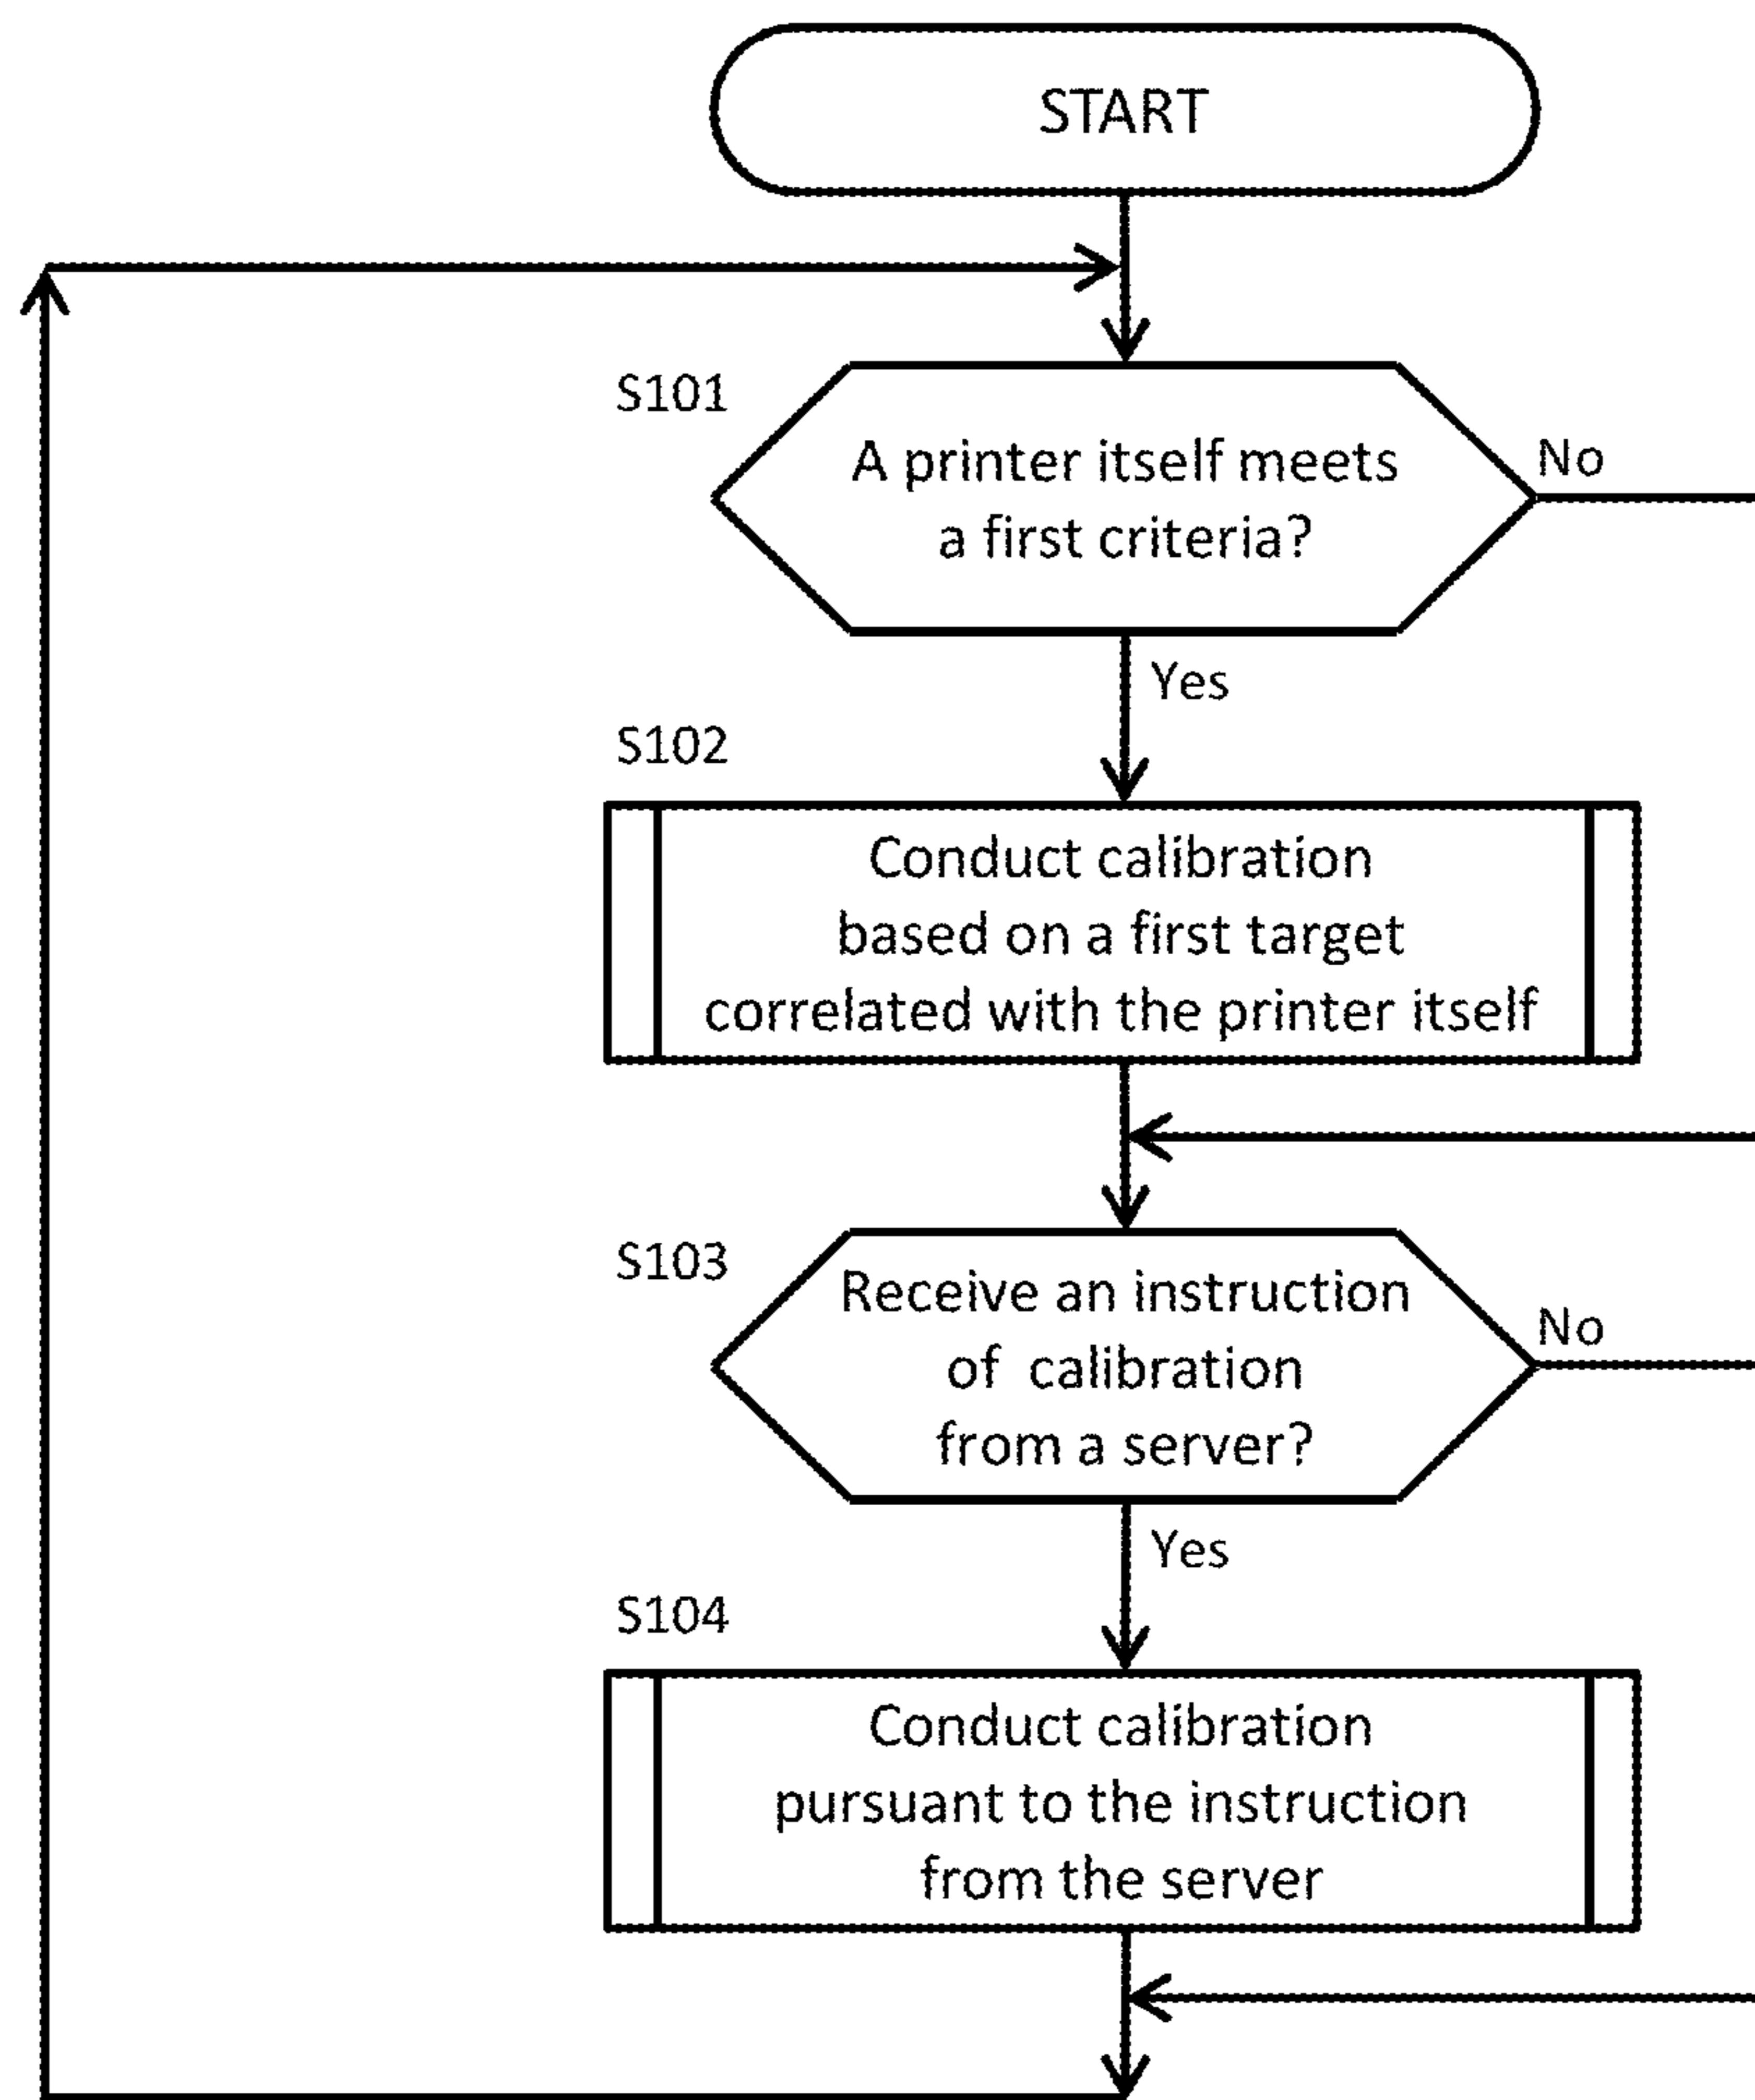 START
S101
A printer itself meets
a first criteria?
No
Yes
S102
Conduct calibration
based on a first target
correlated with the printer itself
S103
Receive an instruction
of calibration
from a server?
No
Yes
S104
Conduct calibration
pursuant to the instruction
from the server